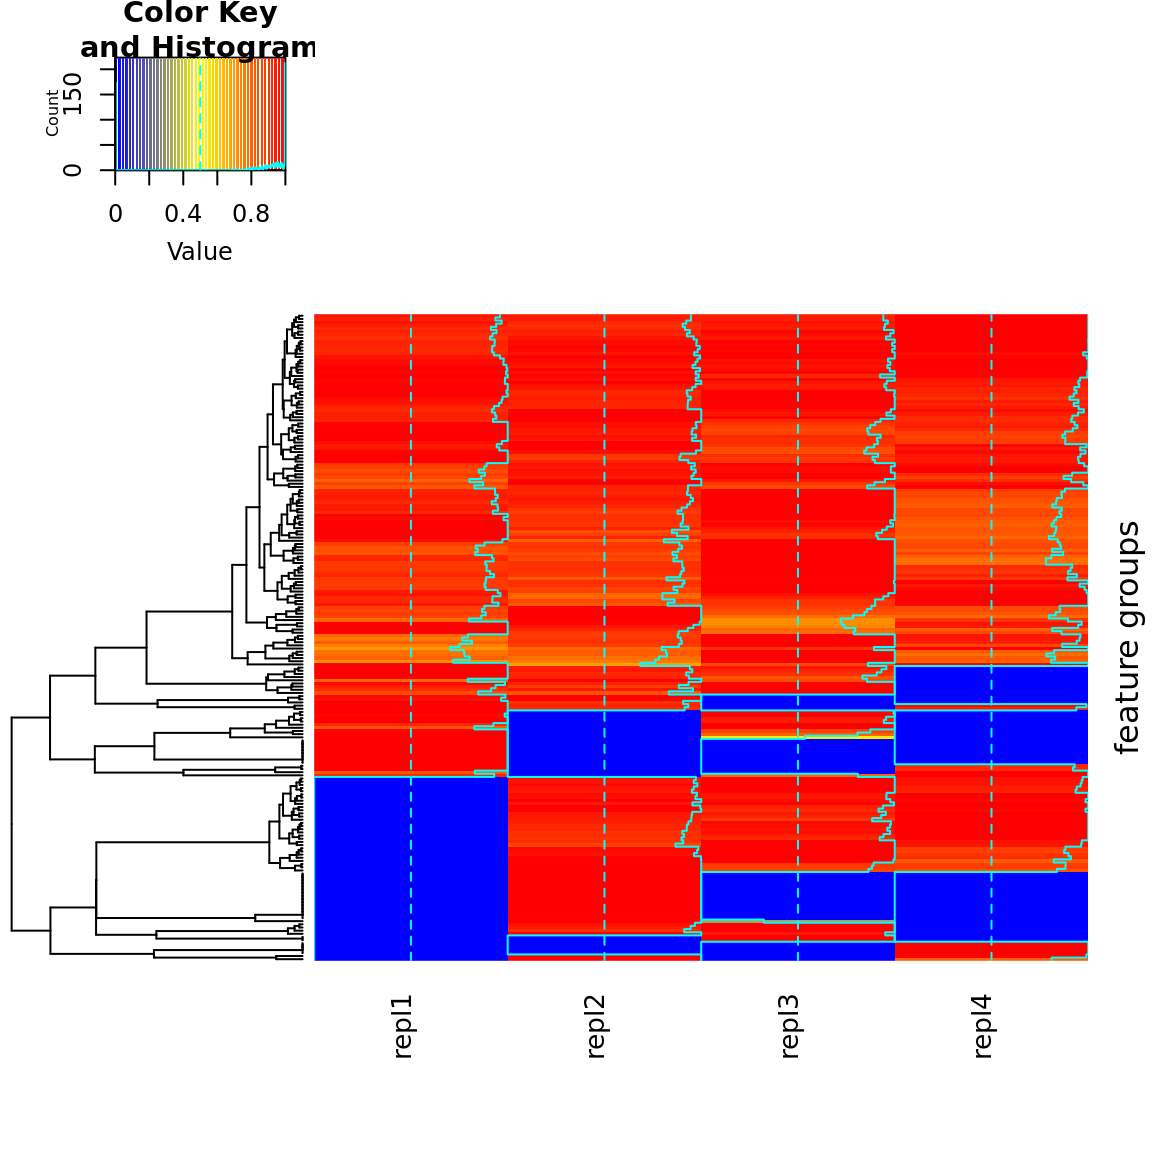 Color Key
and Histogram
Count
0 150
0 0.4 0.8
Value
feature groups
repl1 repl2 repl3 repl4